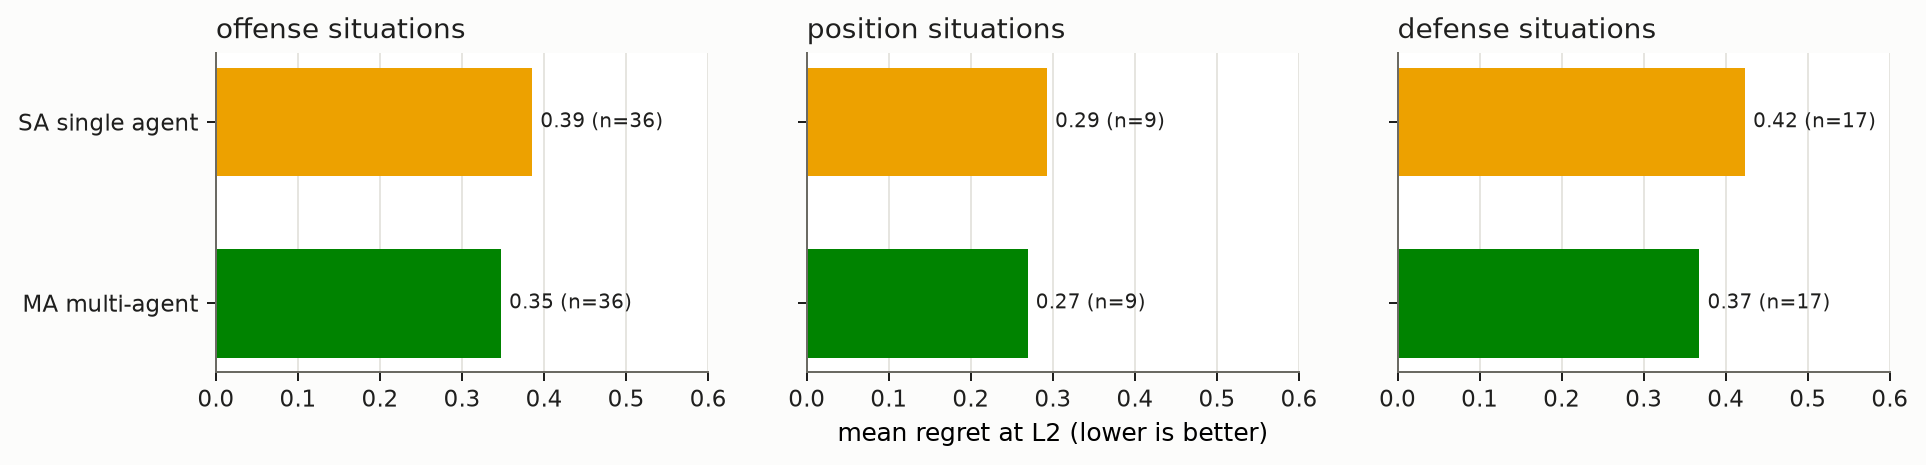 offense situations
position situations
defense situations
SA single agent
0.39 (n=36)
0.29 (n=9)
0.42 (n=17)
MA multi-agent
0.35 (n=36)
0.27 (n=9)
0.37 (n=17)
0.0 0.1 0.2 0.3 0.4 0.5 0.6
0.0 0.1 0.2 0.3 0.4 0.5 0.6
0.0 0.1 0.2 0.3 0.4 0.5 0.6
mean regret at L2 (lower is better)